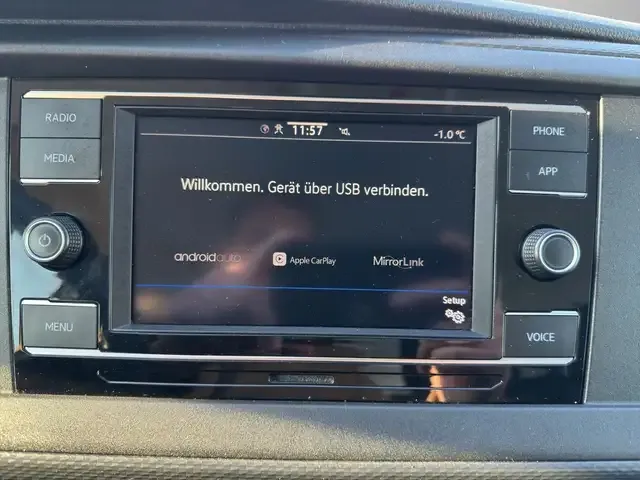 RADIO
MEDIA
MENU
11:57
-1.0°C
Willkommen. Gerät über USB verbinden.
androidauto
Apple CarPlay
MirrorLink
Setup
PHONE
APP
VOICE